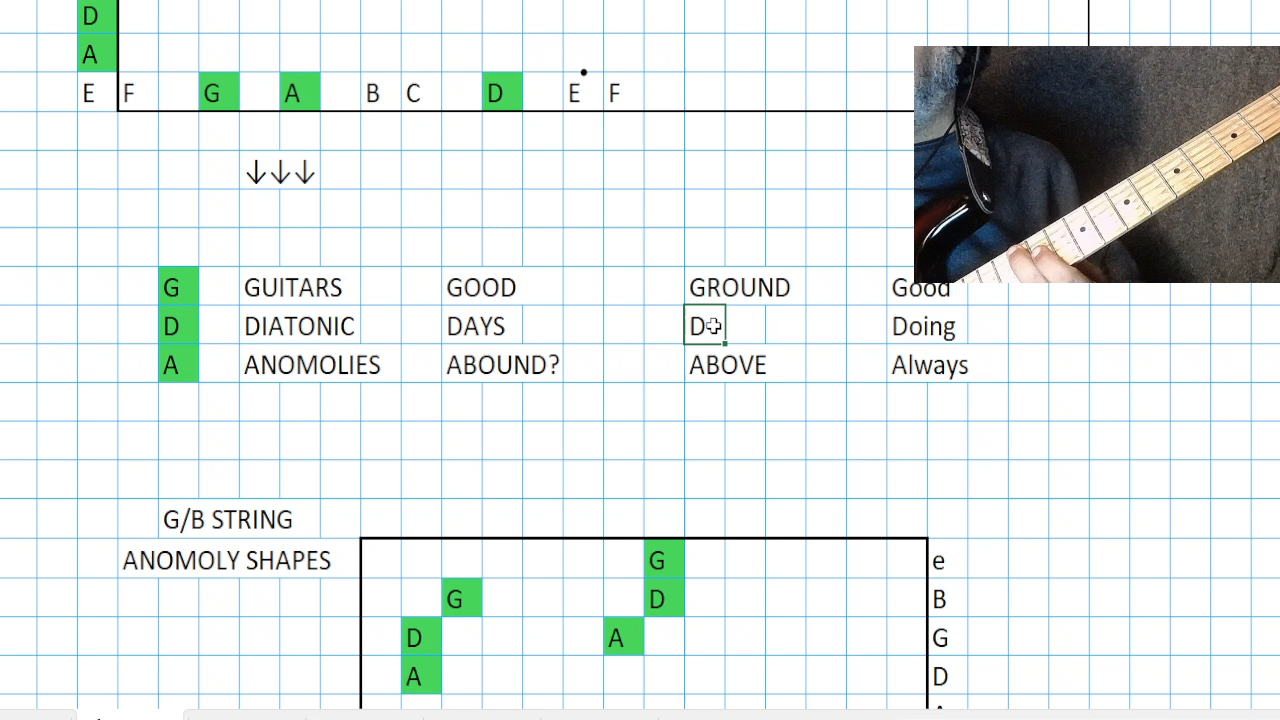 D
A
E F G A B C D E F
↓↓↓
G GUITARS GOOD GROUND Good
D DIATONIC DAYS D Doing
A ANOMOLIES ABOUND? ABOVE Always
G/B STRING
ANOMOLY SHAPES G e
G D B
D A G
A D